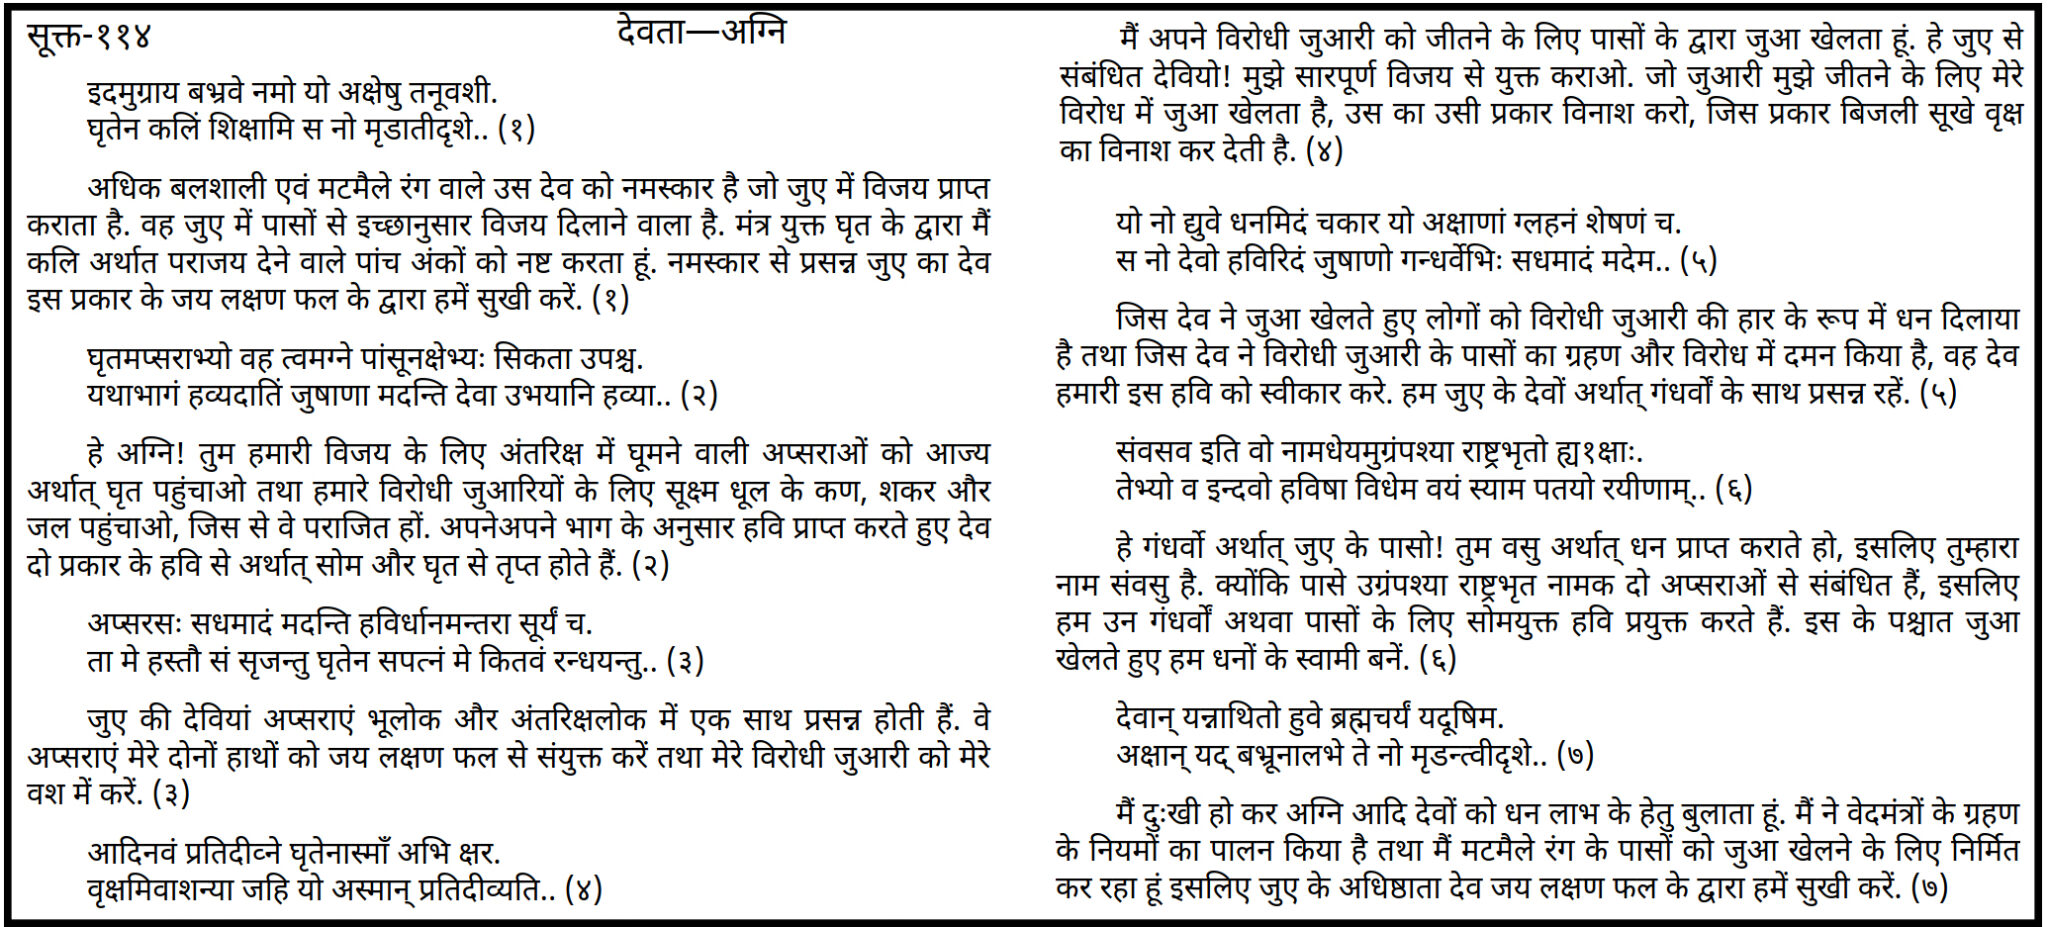 सूक्त-११४
देवता—अग्नि
इदमुग्राय बभ्रवे नमो यो अक्षेषु तनूवशी.
घृतेन कलिं शिक्षामि स नो मृडातीदृशे.. (१)
अधिक बलशाली एवं मटमैले रंग वाले उस देव को नमस्कार है जो जुए में विजय प्राप्त
कराता है. वह जुए में पासों से इच्छानुसार विजय दिलाने वाला है. मंत्र युक्त घृत के द्वारा मैं
कलि अर्थात पराजय देने वाले पांच अंकों को नष्ट करता हूं. नमस्कार से प्रसन्न जुए का देव
इस प्रकार के जय लक्षण फल के द्वारा हमें सुखी करें. (१)
घृतमप्सराभ्यो वह त्वमग्ने पांसूनक्षेभ्यः सिकता उपश्च.
यथाभागं हव्यदातिं जुषाणा मदन्ति देवा उभयानि हव्या.. (२)
हे अग्नि! तुम हमारी विजय के लिए अंतरिक्ष में घूमने वाली अप्सराओं को आज्य
अर्थात् घृत पहुंचाओ तथा हमारे विरोधी जुआरियों के लिए सूक्ष्म धूल के कण, शकर और
जल पहुंचाओ, जिस से वे पराजित हों. अपनेअपने भाग के अनुसार हवि प्राप्त करते हुए देव
दो प्रकार के हवि से अर्थात् सोम और घृत से तृप्त होते हैं. (२)
अप्सरसः सधमादं मदन्ति हविर्धानमन्तरा सूर्यं च.
ता मे हस्तौ सं सृजन्तु घृतेन सपत्नं मे कितवं रन्धयन्तु.. (३)
जुए की देवियां अप्सराएं भूलोक और अंतरिक्षलोक में एक साथ प्रसन्न होती हैं. वे
अप्सराएं मेरे दोनों हाथों को जय लक्षण फल से संयुक्त करें तथा मेरे विरोधी जुआरी को मेरे
वश में करें. (३)
आदिनवं प्रतिदीव्ने घृतेनास्माँ अभि क्षर.
वृक्षमिवाशन्या जहि यो अस्मान् प्रतिदीव्यति.. (४)
मैं अपने विरोधी जुआरी को जीतने के लिए पासों के द्वारा जुआ खेलता हूं. हे जुए से
संबंधित देवियो! मुझे सारपूर्ण विजय से युक्त कराओ. जो जुआरी मुझे जीतने के लिए मेरे
विरोध में जुआ खेलता है, उस का उसी प्रकार विनाश करो, जिस प्रकार बिजली सूखे वृक्ष
का विनाश कर देती है. (४)
यो नो द्युवे धनमिदं चकार यो अक्षाणां ग्लहनं शेषणं च.
स नो देवो हविरिदं जुषाणो गन्धर्वेभिः सधमादं मदेम.. (५)
जिस देव ने जुआ खेलते हुए लोगों को विरोधी जुआरी की हार के रूप में धन दिलाया
है तथा जिस देव ने विरोधी जुआरी के पासों का ग्रहण और विरोध में दमन किया है, वह देव
हमारी इस हवि को स्वीकार करे. हम जुए के देवों अर्थात् गंधर्वों के साथ प्रसन्न रहें. (५)
संवसव इति वो नामधेयमुग्रंपश्या राष्ट्रभृतो ह्य१क्षाः.
तेभ्यो व इन्दवो हविषा विधेम वयं स्याम पतयो रयीणाम्.. (६)
हे गंधर्वो अर्थात् जुए के पासो! तुम वसु अर्थात् धन प्राप्त कराते हो, इसलिए तुम्हारा
नाम संवसु है. क्योंकि पासे उग्रंपश्या राष्ट्रभृत नामक दो अप्सराओं से संबंधित हैं, इसलिए
हम उन गंधर्वों अथवा पासों के लिए सोमयुक्त हवि प्रयुक्त करते हैं. इस के पश्चात जुआ
खेलते हुए हम धनों के स्वामी बनें. (६)
देवान् यन्नाथितो हुवे ब्रह्मचर्यं यदूषिम.
अक्षान् यद् बभ्रूनालभे ते नो मृडन्त्वीदृशे.. (७)
मैं दुःखी हो कर अग्नि आदि देवों को धन लाभ के हेतु बुलाता हूं. मैं ने वेदमंत्रों के ग्रहण
के नियमों का पालन किया है तथा मैं मटमैले रंग के पासों को जुआ खेलने के लिए निर्मित
कर रहा हूं इसलिए जुए के अधिष्ठाता देव जय लक्षण फल के द्वारा हमें सुखी करें. (७)